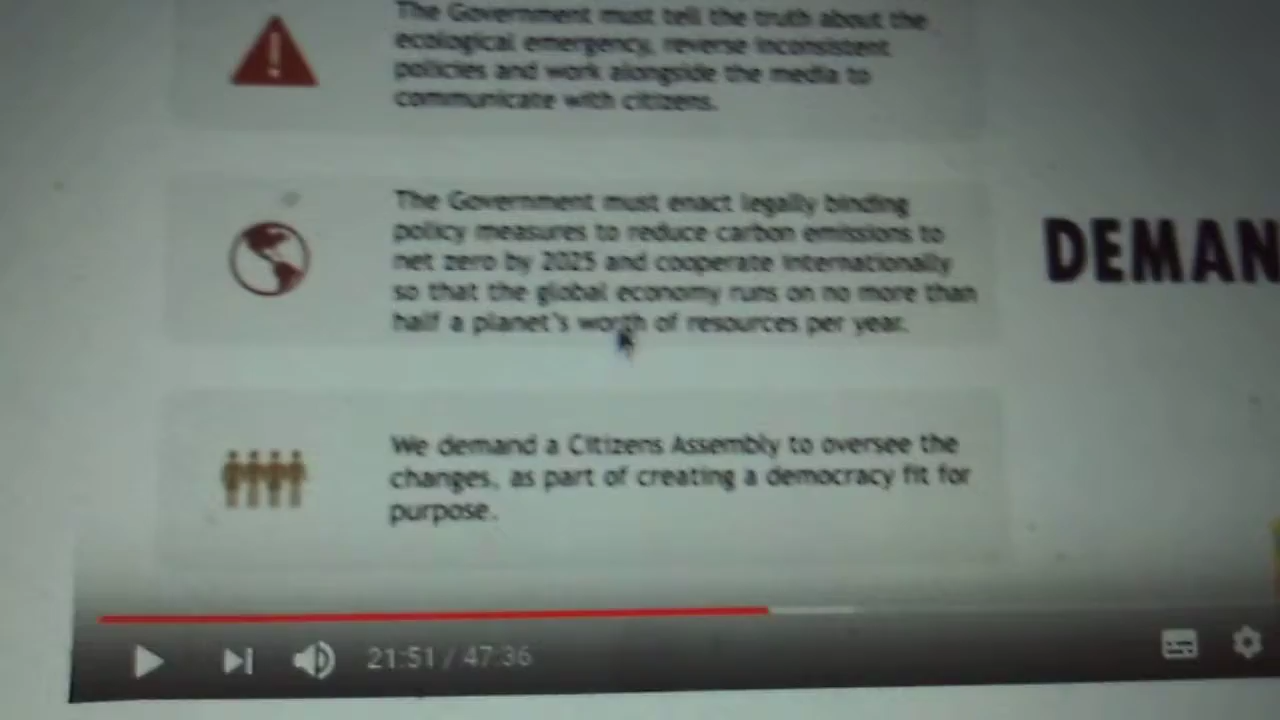 The Government must tell the truth about the
ecological emergency, reverse inconsistent
policies and work alongside the media to
communicate with citizens.
The Government must enact legally binding
policy measures to reduce carbon emissions to
net zero by 2025 and cooperate internationally
so that the global economy runs on no more than
half a planet's worth of resources per year.
DEMAN
We demand a Citizens Assembly to oversee the
changes, as part of creating a democracy fit for
purpose.
21:51 / 47:36